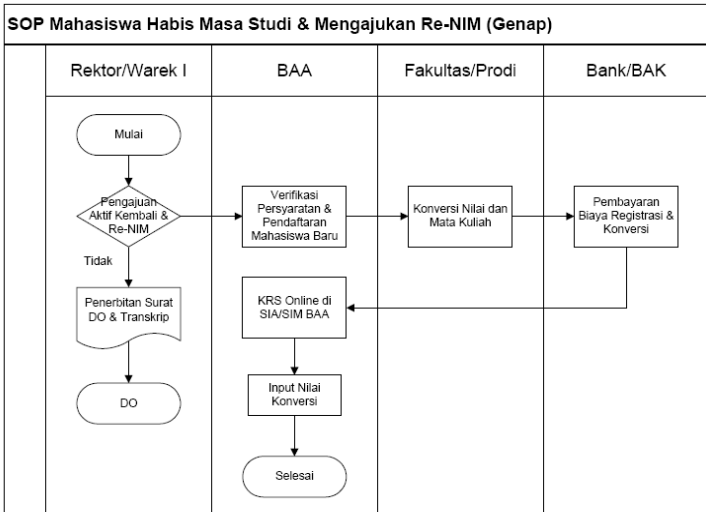 SOP Mahasiswa Habis Masa Studi & Mengajukan Re-NIM (Genap)
Rektor/Warek I
BAA
Fakultas/Prodi
Bank/BAK
Mulai
Pengajuan
Aktif Kembali &
Re-NIM
Verifikasi
Persyaratan &
Pendaftaran
Mahasiswa Baru
Konversi Nilai dan
Mata Kuliah
Pembayaran
Biaya Registrasi &
Konversi
Tidak
Penerbitan Surat
DO & Transkrip
KRS Online di
SIA/SIM BAA
DO
Input Nilai
Konversi
Selesai